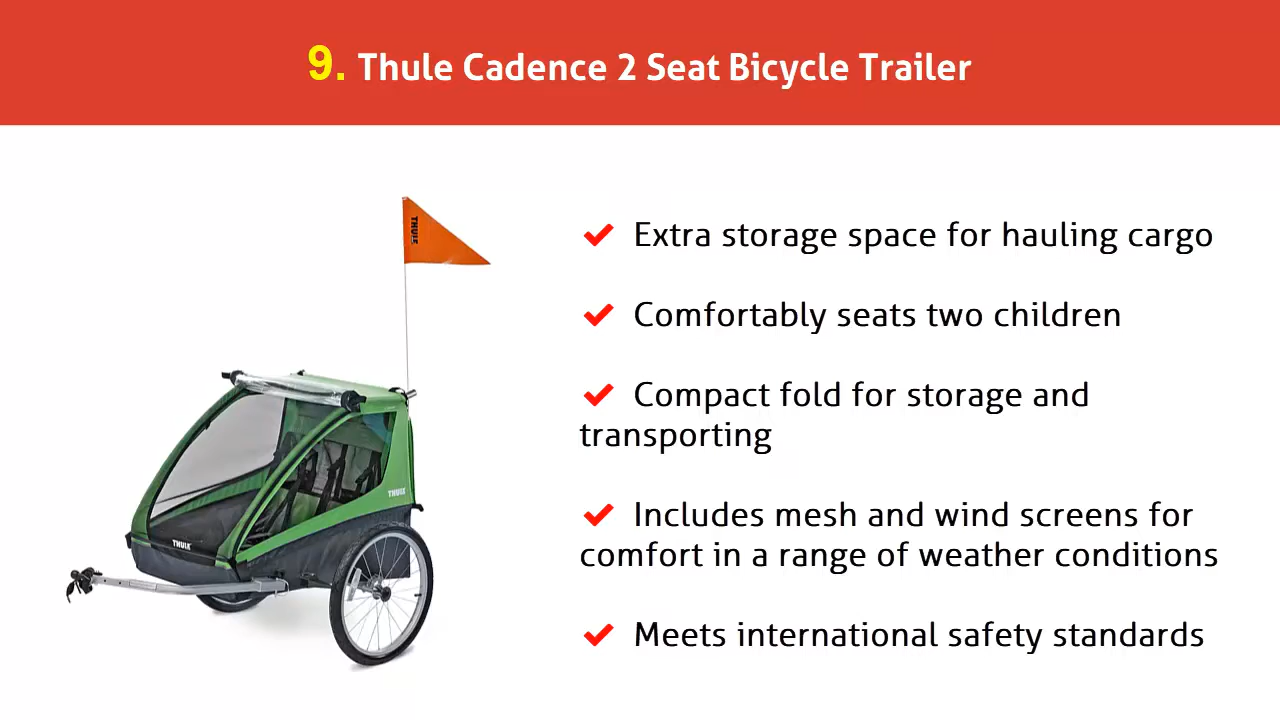 9. Thule Cadence 2 Seat Bicycle Trailer
THULE
Extra storage space for hauling cargo
Comfortably seats two children
Compact fold for storage and
transporting
THULE
Includes mesh and wind screens for
comfort in a range of weather conditions
THULE
Meets international safety standards